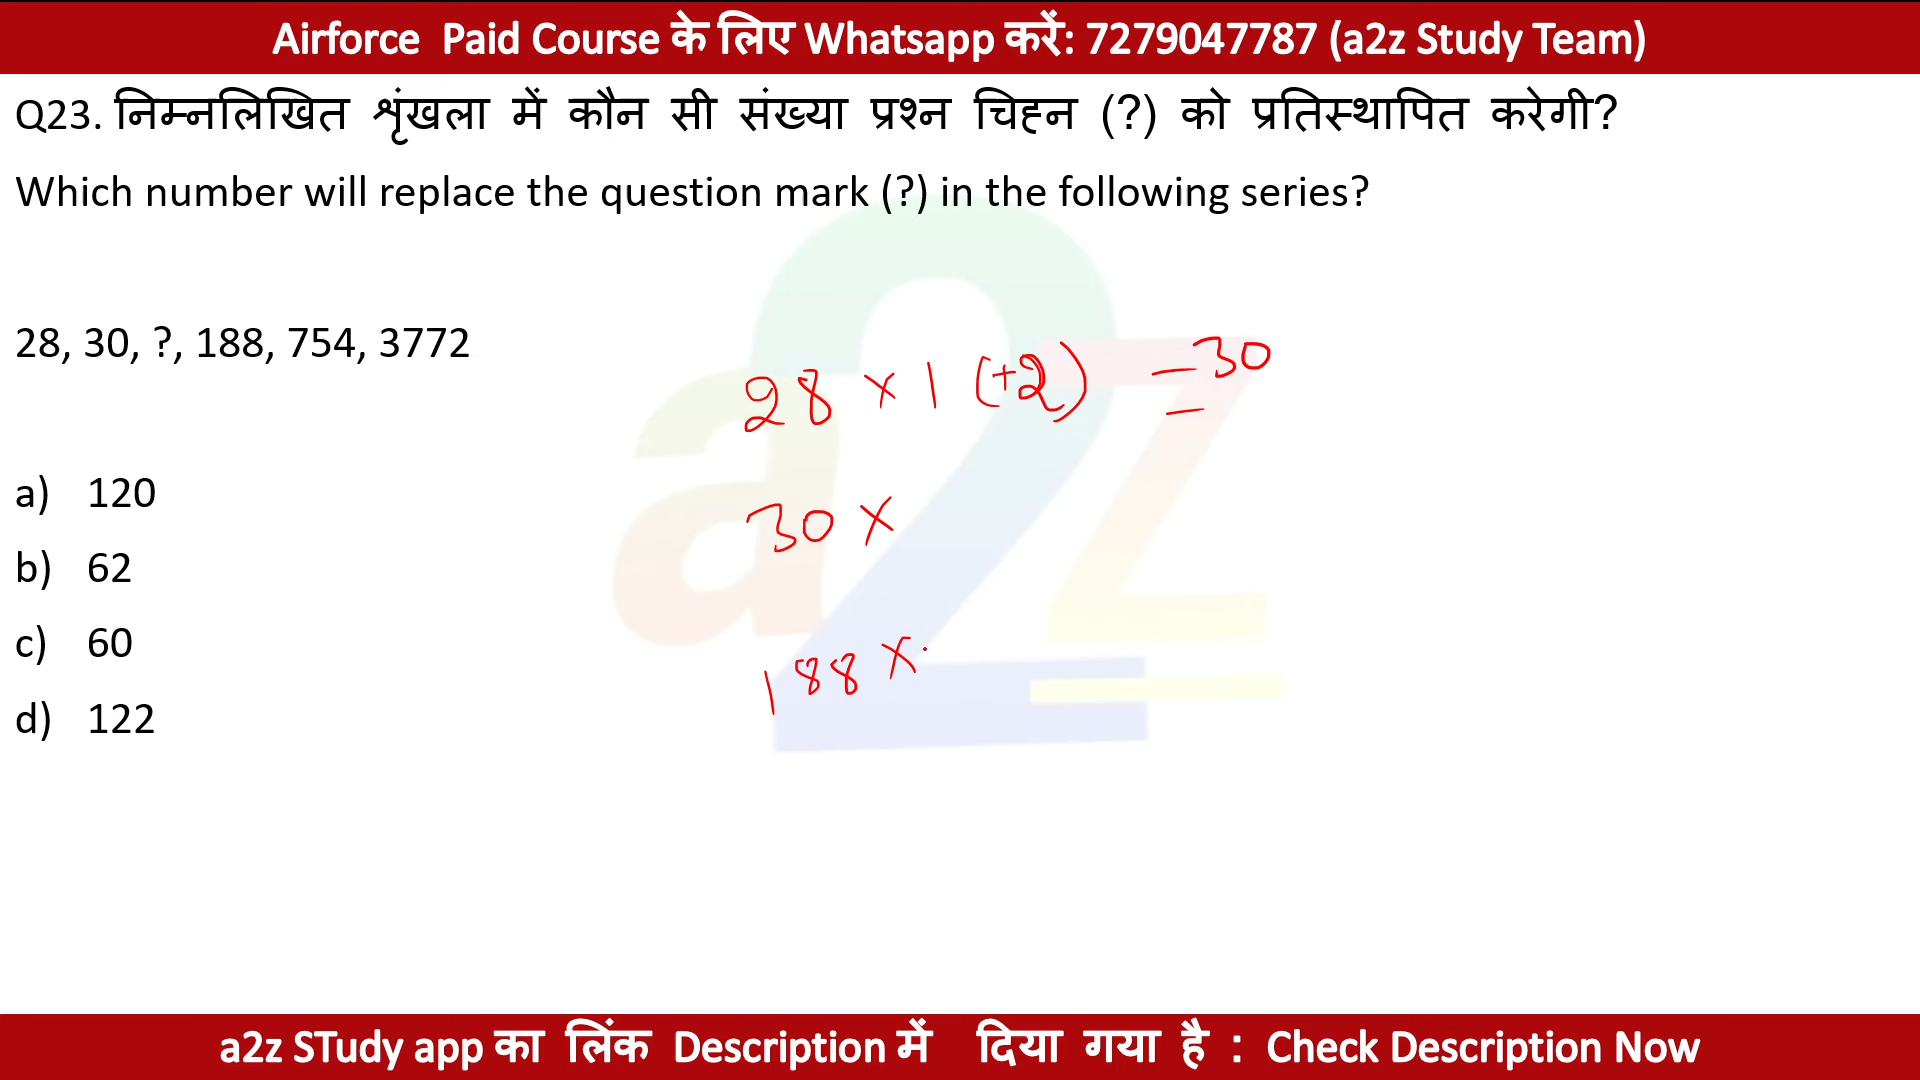 Airforce Paid Course के लिए Whatsapp करें: 7279047787 (a2z Study Team)
Q23. निम्नलिखित शृंखला में कौन सी संख्या प्रश्न चिह्न (?) को प्रतिस्थापित करेगी?
Which number will replace the question mark (?) in the following series?
28, 30, ?, 188, 754, 3772
28 × 1 (+2) = 30
a) 120
30 ×
b) 62
c) 60
188 ×
d) 122
a2z
a2z STudy app का लिंक Description में दिया गया है : Check Description Now